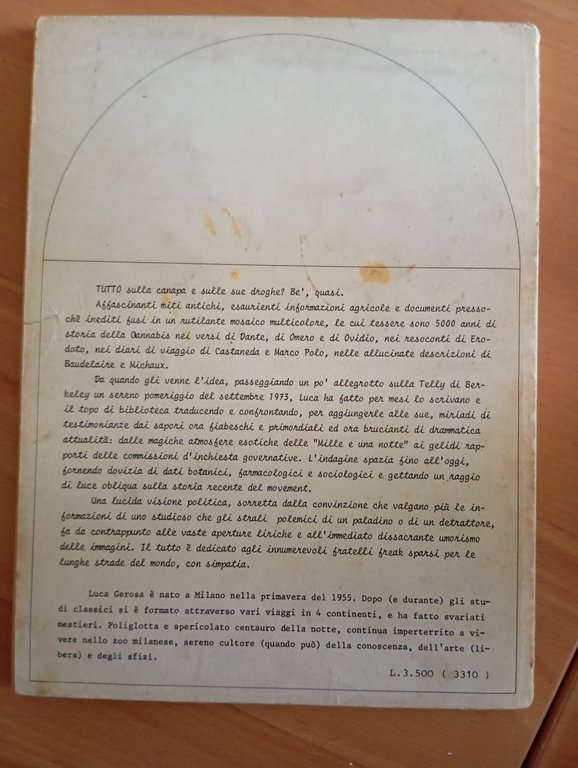 TUTTO sulla canapa e sulle sue droghe? Be', quasi.
Affascinanti miti antichi, esaurienti informazioni agricole e documenti presso-
chè inediti fusi in un rutilante mosaico multicolore, le cui tessere sono 5000 anni di
storia della Cannabis nei versi di Dante, di Omero e di Ovidio, nei resoconti di Ero-
doto, nei diari di viaggio di Castaneda e Marco Polo, nelle allucinate descrizioni di
Baudelaire e Michaux.
Da quando gli venne l'idea, passeggiando un po' allegrotto sulla Telly di Ber-
keley un sereno pomeriggio del settembre 1973, Luca ha fatto per mesi lo scrivano e
il topo di biblioteca traducendo e confrontando, per aggiungerle alle sue, miriadi di
testimonianze dai sapori ora fiabeschi e primordiali ed ora brucianti di drammatica
attualità: dalle magiche atmosfere esotiche delle "Mille e una notte" ai gelidi rap-
porti delle commissioni d'inchiesta governative. L'indagine spazia fino all'oggi,
fornendo dovizia di dati botanici, farmacologici e sociologici e gettando un raggio
di luce obliqua sulla storia recente del movement.
Una lucida visione politica, sorretta dalla convinzione che valgano più le in-
formazioni di uno studioso che gli strali polemici di un paladino o di un detrattore,
fa da contrappunto alle vaste aperture liriche e all'immediato dissacrante umorismo
delle immagini. Il tutto è dedicato agli innumerevoli fratelli freak sparsi per le
lunghe strade del mondo, con simpatia.
Luca Gerosa è nato a Milano nella primavera del 1955. Dopo (e durante) gli stu-
di classici si è formato attraverso vari viaggi in 4 continenti, e ha fatto svariati
mestieri. Poliglotta e spericolato centauro della notte, continua imperterrito a vi-
vere nello zoo milanese, sereno cultore (quando può) della conoscenza, dell'arte (li-
bera) e degli sfizi.
L.3.500 ( 3310 )